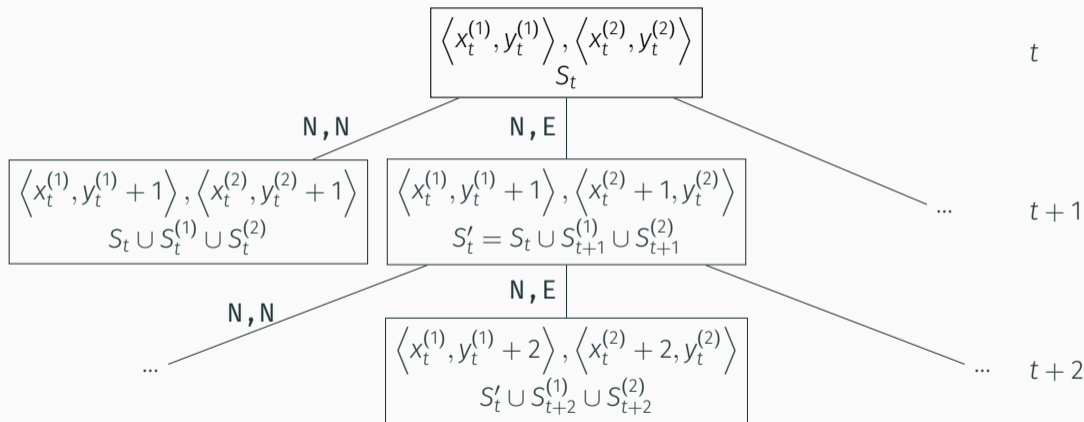 ⟨x_t^{(1)}, y_t^{(1)}⟩, ⟨x_t^{(2)}, y_t^{(2)}⟩
S_t
t
N,N
N,E
⟨x_t^{(1)}, y_t^{(1)} + 1⟩, ⟨x_t^{(2)}, y_t^{(2)} + 1⟩
S_t ∪ S_t^{(1)} ∪ S_t^{(2)}
⟨x_t^{(1)}, y_t^{(1)} + 1⟩, ⟨x_t^{(2)} + 1, y_t^{(2)}⟩
S′_t = S_t ∪ S_{t+1}^{(1)} ∪ S_{t+1}^{(2)}
...
t + 1
N,N
N,E
...
⟨x_t^{(1)}, y_t^{(1)} + 2⟩, ⟨x_t^{(2)} + 2, y_t^{(2)}⟩
S′_t ∪ S_{t+2}^{(1)} ∪ S_{t+2}^{(2)}
...
t + 2